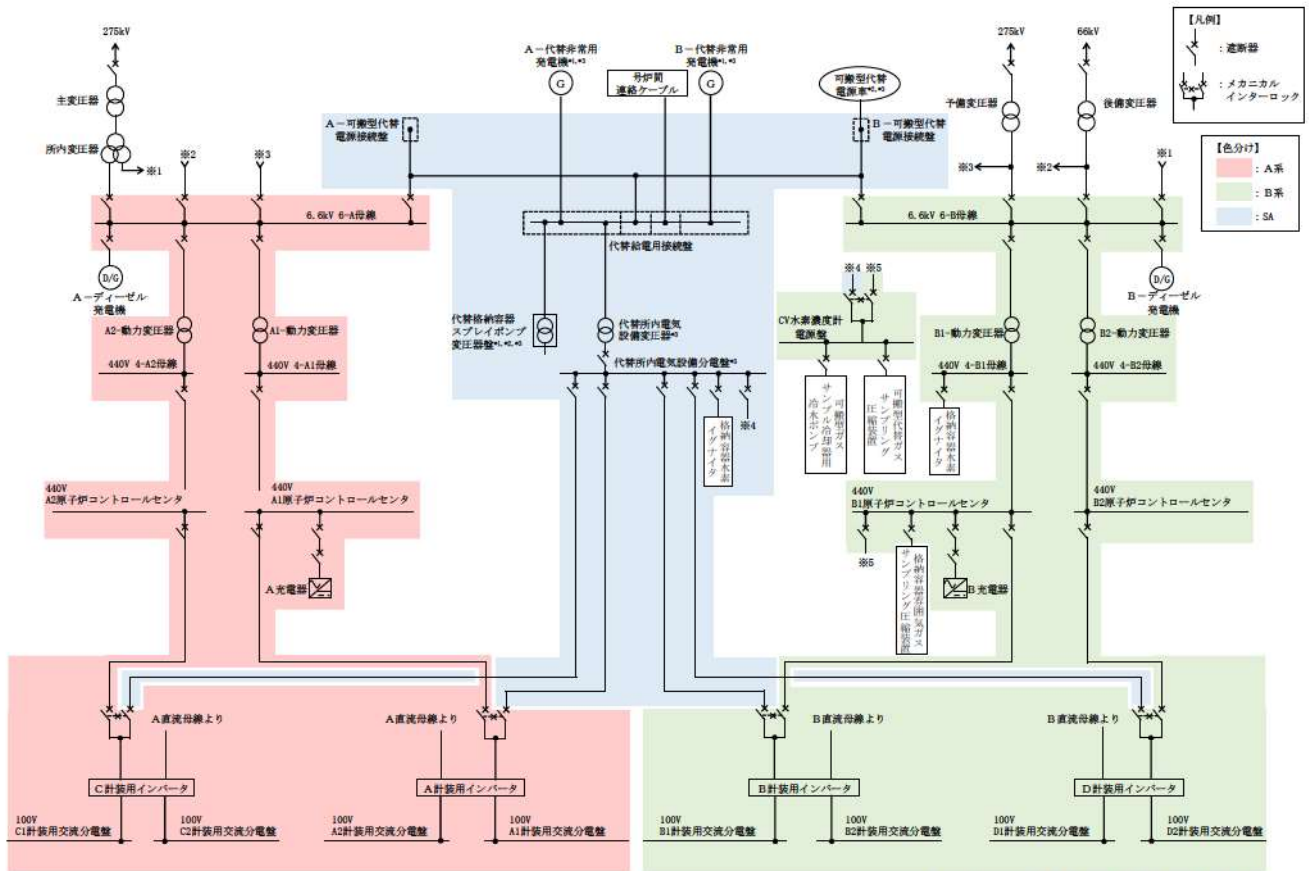 275kV
主変圧器
所内変圧器
※1
※2
※3
A-代替非常用
発電機*1,*3
G
号炉間
連絡ケーブル
B-代替非常用
発電機*1,*3
G
可搬型代替
電源車*2,*3
A-可搬型代替
電源接続盤
B-可搬型代替
電源接続盤
275kV
66kV
予備変圧器
後備変圧器
※3
※2
※1
【凡例】
:遮断器
:メカニカル
インターロック
【色分け】
:A系
:B系
:SA
6.6kV 6-A母線
代替給電用接続盤
6.6kV 6-B母線
D/G
A-ディーゼル
発電機
D/G
B-ディーゼル
発電機
A2-動力変圧器
A1-動力変圧器
440V 4-A2母線
440V 4-A1母線
代替格納容器
スプレイポンプ
変圧器盤*1,*2,*3
代替所内電気
設備変圧器*3
代替所内電気設備分電盤*3
格納容器水素
イグナイタ
※4
※4
※5
CV水素濃度計
電源盤
可搬型ガス
サンプル冷却器用
冷水ポンプ
可搬型代替ガス
サンプリング
圧縮装置
B1-動力変圧器
B2-動力変圧器
440V 4-B1母線
440V 4-B2母線
格納容器水素
イグナイタ
440V
A2原子炉コントロールセンタ
440V
A1原子炉コントロールセンタ
A充電器
440V
B1原子炉コントロールセンタ
440V
B2原子炉コントロールセンタ
※5
格納容器雰囲気ガス
サンプリング圧縮装置
B充電器
A直流母線より
A直流母線より
B直流母線より
B直流母線より
C計装用インバータ
A計装用インバータ
B計装用インバータ
D計装用インバータ
100V
C1計装用交流分電盤
100V
C2計装用交流分電盤
100V
A2計装用交流分電盤
100V
A1計装用交流分電盤
100V
B1計装用交流分電盤
100V
B2計装用交流分電盤
100V
D1計装用交流分電盤
100V
D2計装用交流分電盤